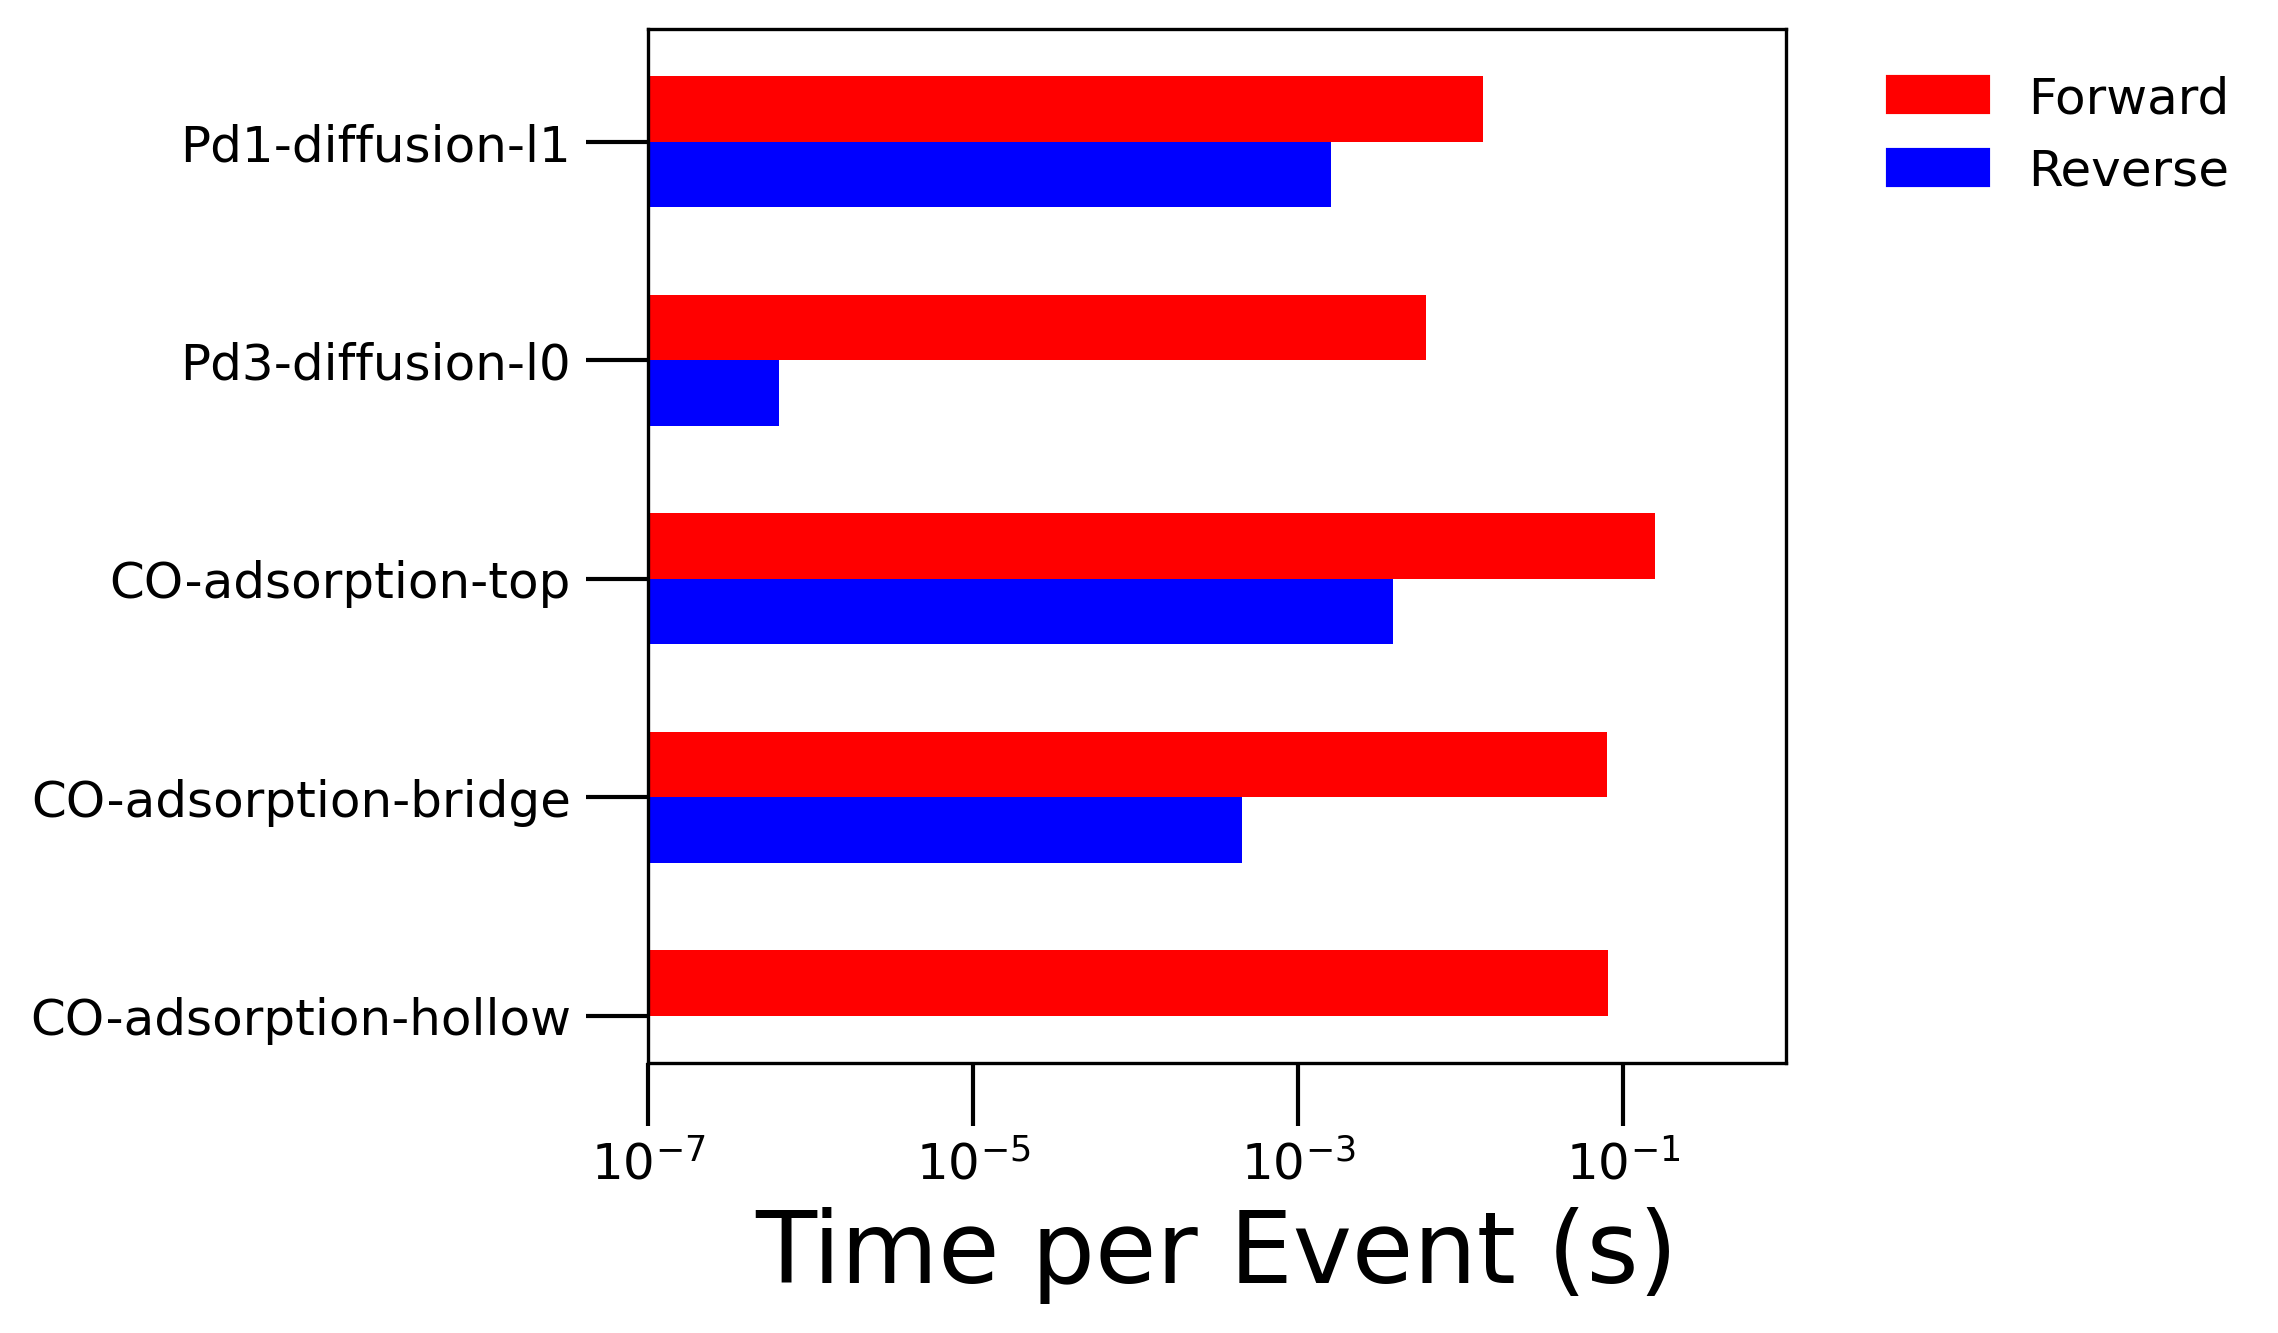 Forward
Reverse
Pd1-diffusion-l1
Pd3-diffusion-l0
CO-adsorption-top
CO-adsorption-bridge
CO-adsorption-hollow
10⁻⁷ 10⁻⁵ 10⁻³ 10⁻¹
Time per Event (s)